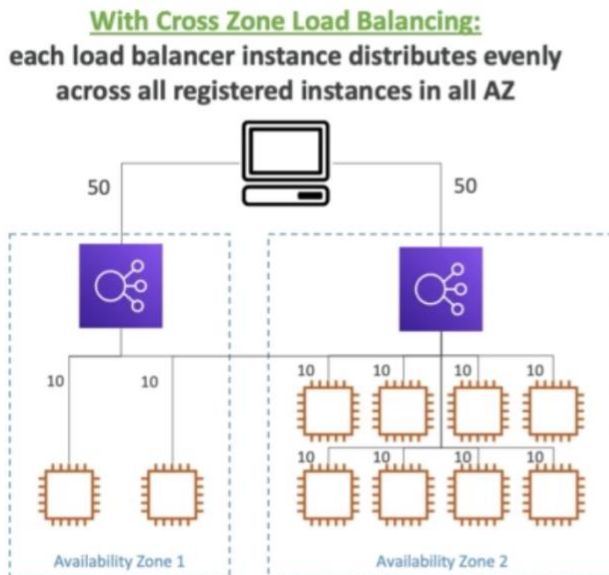 With Cross Zone Load Balancing:
each load balancer instance distributes evenly
across all registered instances in all AZ
50
50
10
10
10
10
10
10
10
10
10
10
Availability Zone 1
Availability Zone 2